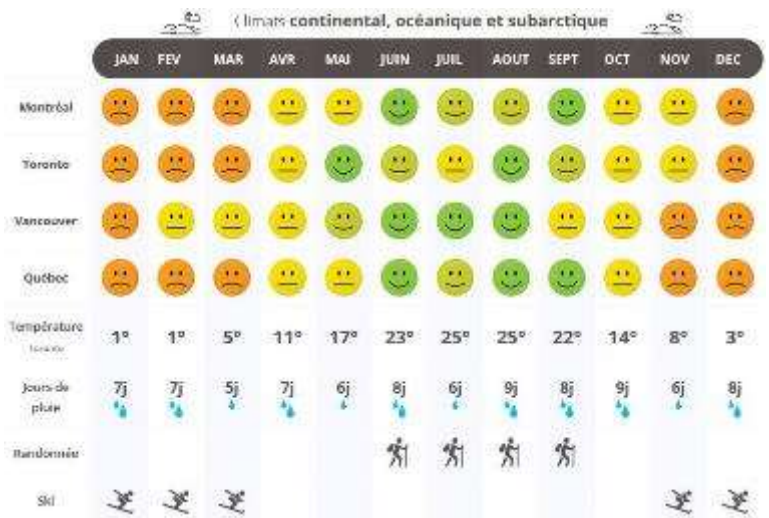 Climats continental, océanique et subarctique
JAN FEV MAR AVR MAI JUIN JUIL AOUT SEPT OCT NOV DEC
Montréal
Toronto
Vancouver
Québec
Température 1° 1° 5° 11° 17° 23° 25° 25° 22° 14° 8° 3°
Toronto
Jours de pluie 7j 7j 5j 7j 6j 8j 6j 9j 8j 9j 6j 8j
Randonnée
Ski